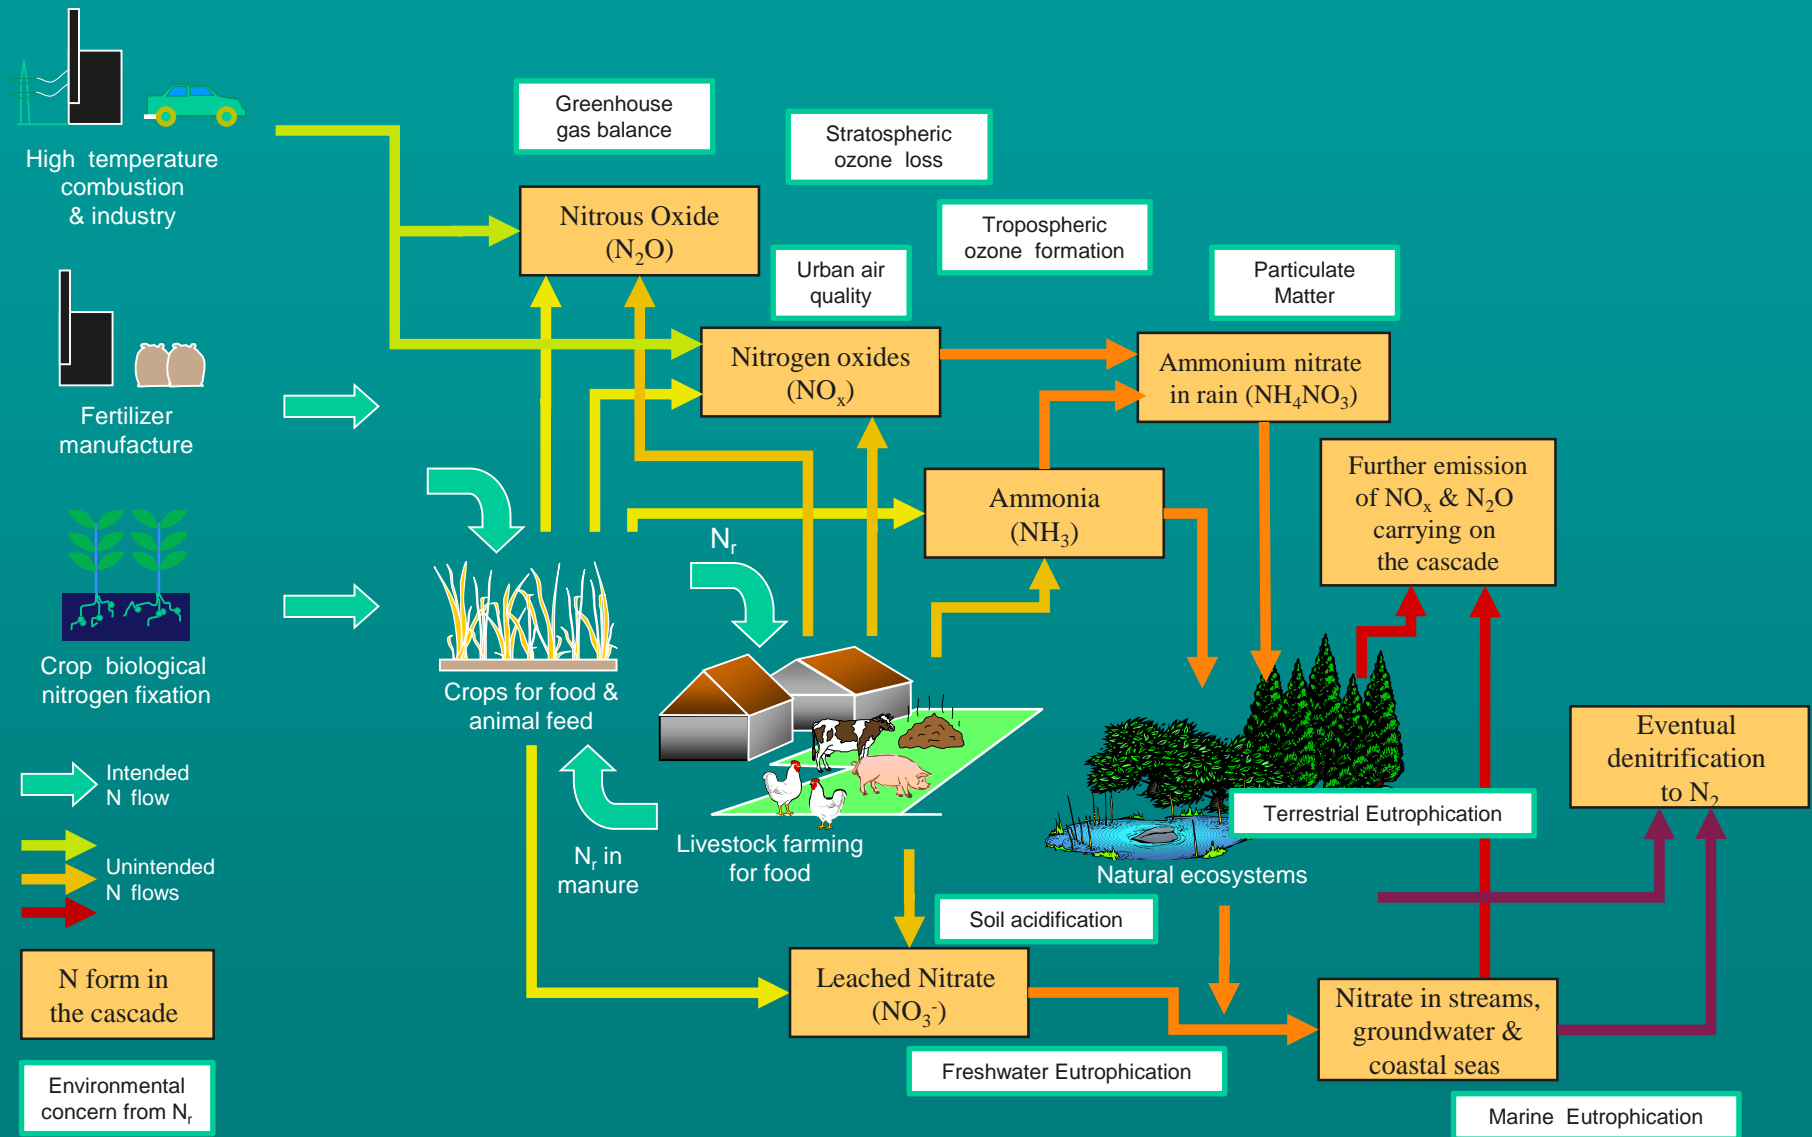 High temperature
combustion
& industry
Fertilizer
manufacture
Crop biological
nitrogen fixation
Intended
N flow
Unintended
N flows
N form in
the cascade
Environmental
concern from Nᵣ
Greenhouse
gas balance
Stratospheric
ozone loss
Nitrous Oxide
(N₂O)
Tropospheric
ozone formation
Urban air
quality
Particulate
Matter
Nitrogen oxides
(NOₓ)
Ammonium nitrate
in rain (NH₄NO₃)
Ammonia
(NH₃)
Further emission
of NOₓ & N₂O
carrying on
the cascade
Nᵣ
Crops for food &
animal feed
Nᵣ in
manure
Livestock farming
for food
Terrestrial Eutrophication
Natural ecosystems
Eventual
denitrification
to N₂
Soil acidification
Leached Nitrate
(NO₃⁻)
Nitrate in streams,
groundwater &
coastal seas
Freshwater Eutrophication
Marine Eutrophication